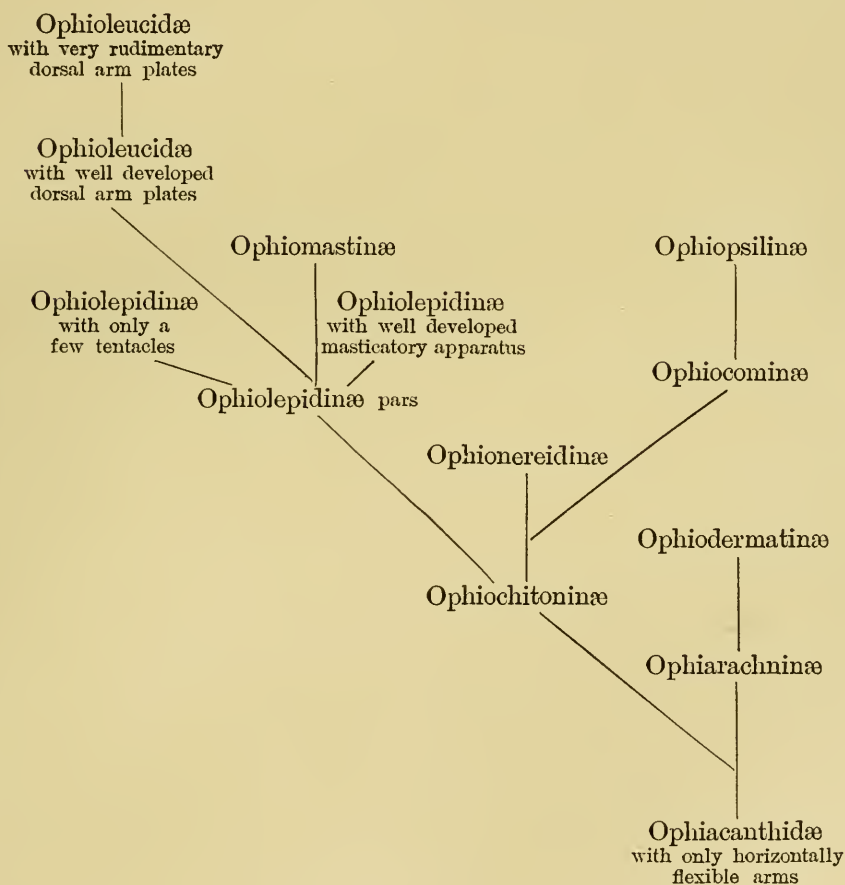 Ophioleucidæ
with very rudimentary
dorsal arm plates
Ophioleucidæ
with well developed
dorsal arm plates
Ophiomastinæ
Ophiopsilinæ
Ophiolepidinæ
with only a
few tentacles
Ophiolepidinæ
with well developed
masticatory apparatus
Ophiocominæ
Ophiolepidinæ pars
Ophionereidinæ
Ophiodermatinæ
Ophiochitoninæ
Ophiarachninæ
Ophiacanthidæ
with only horizontally
flexible arms